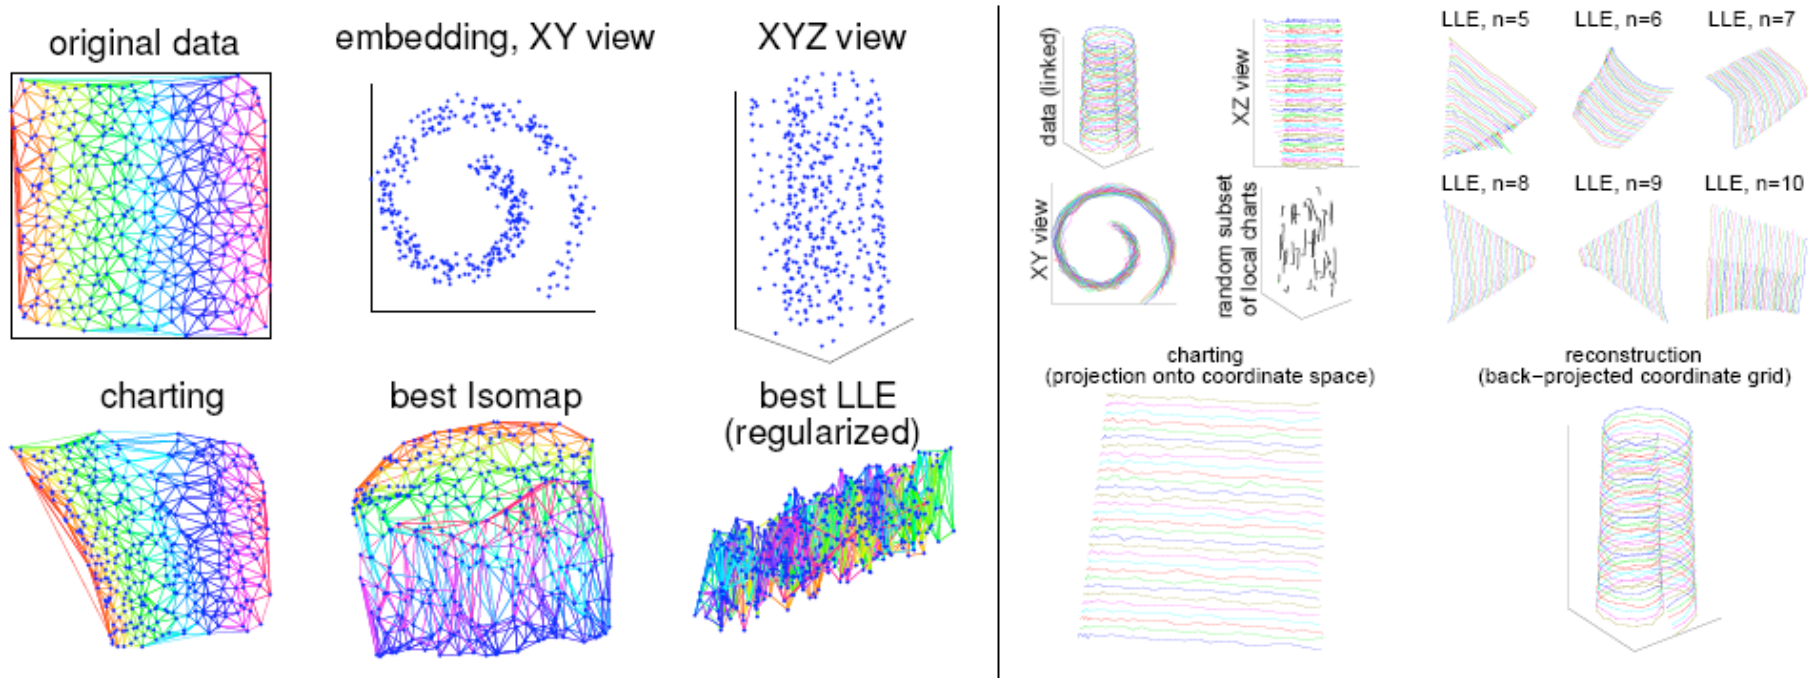 original data
embedding, XY view
XYZ view
charting
best Isomap
best LLE
(regularized)
data (linked)
XZ view
XY view
random subset
of local charts
LLE, n=5
LLE, n=6
LLE, n=7
LLE, n=8
LLE, n=9
LLE, n=10
charting
(projection onto coordinate space)
reconstruction
(back-projected coordinate grid)